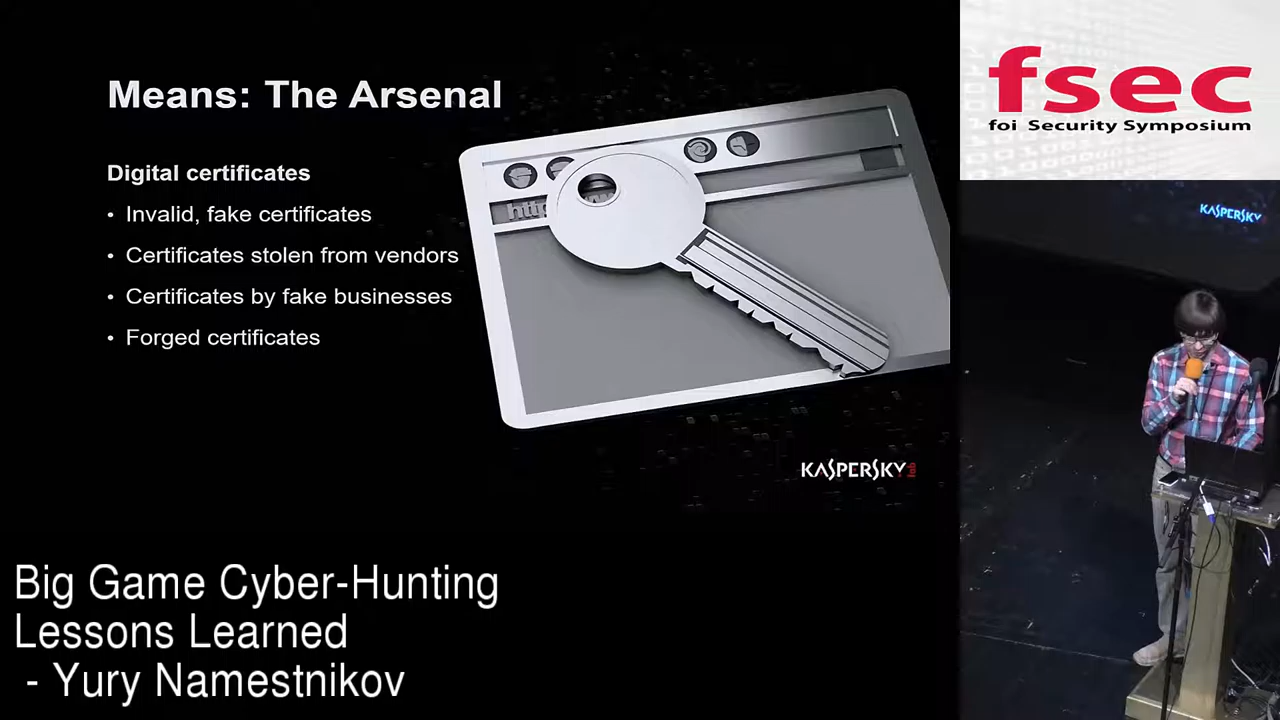 Means: The Arsenal
Digital certificates
• Invalid, fake certificates
• Certificates stolen from vendors
• Certificates by fake businesses
• Forged certificates
KASPERSKY lab
fsec
foi Security Symposium
KASPERSKY
Big Game Cyber-Hunting
Lessons Learned
- Yury Namestnikov